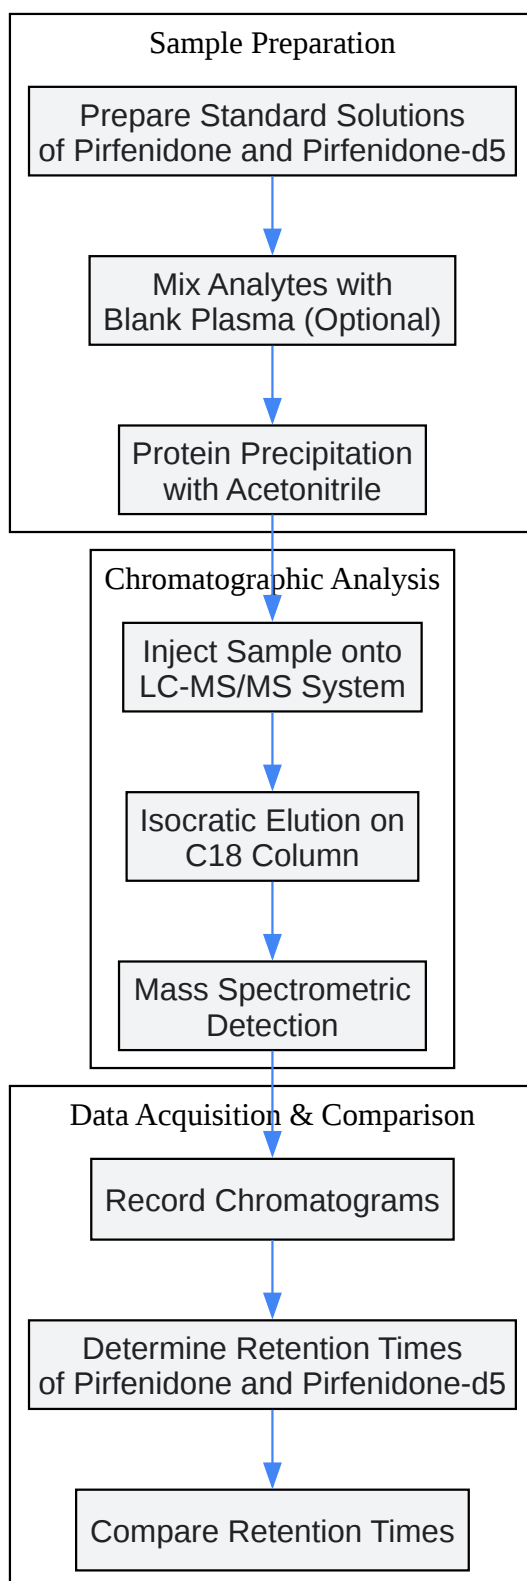 Sample Preparation
Prepare Standard Solutions
of Pirfenidone and Pirfenidone-d5
Mix Analytes with
Blank Plasma (Optional)
Protein Precipitation
with Acetonitrile
Chromatographic Analysis
Inject Sample onto
LC-MS/MS System
Isocratic Elution on
C18 Column
Mass Spectrometric
Detection
Data Acquisition & Comparison
Record Chromatograms
Determine Retention Times
of Pirfenidone and Pirfenidone-d5
Compare Retention Times